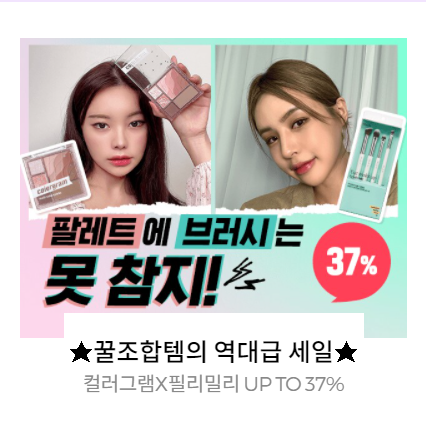 colorgram
팔레트에 브러시는
못 참지!
37%
★꿀조합템의 역대급 세일★
컬러그램X필리밀리 UP TO 37%